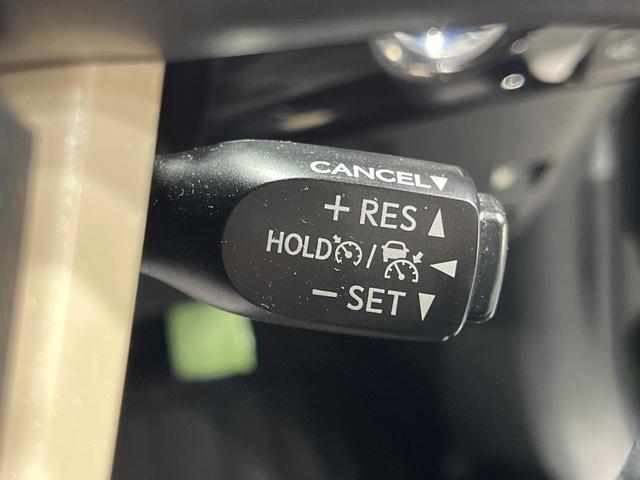 CANCEL▼
+ RES ▲
HOLD / ◀
− SET ▼